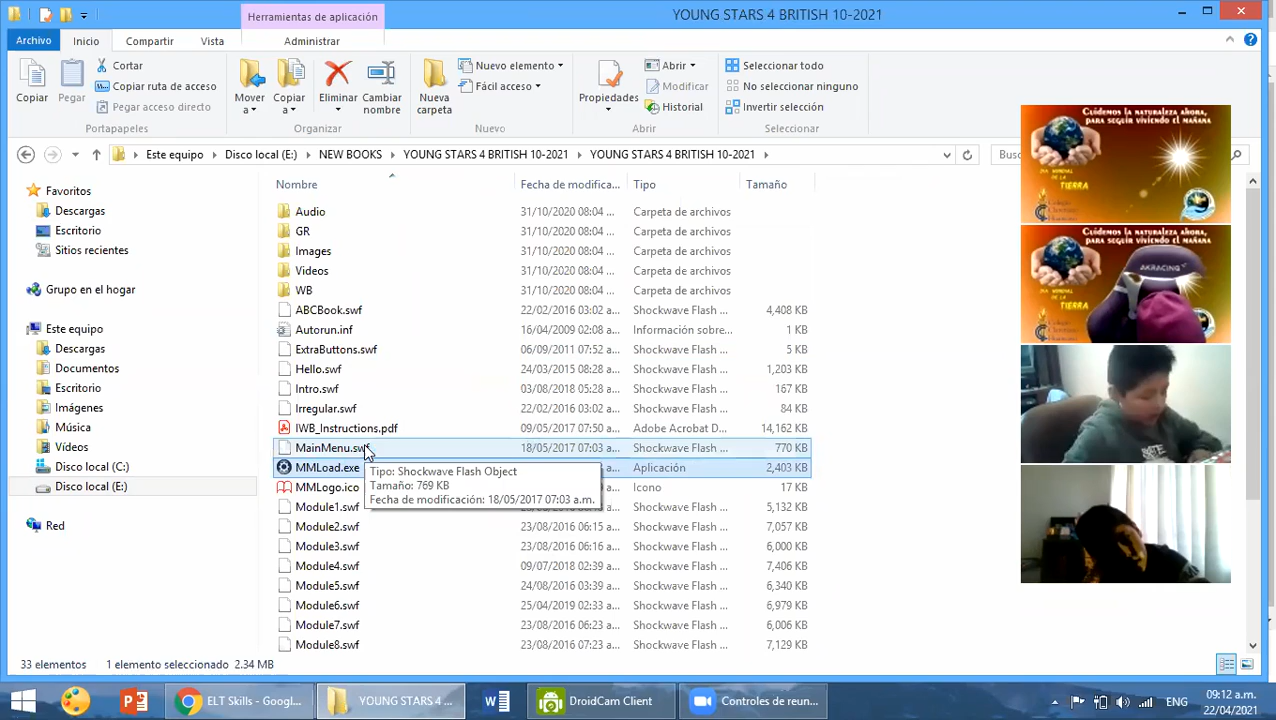 Herramientas de aplicación
YOUNG STARS 4 BRITISH 10-2021
Archivo
Inicio
Compartir
Vista
Administrar
Copiar
Pegar
Cortar
Copiar ruta de acceso
Pegar acceso directo
Portapapeles
Mover a
Copiar a
Eliminar
Cambiar nombre
Organizar
Nueva carpeta
Nuevo elemento
Fácil acceso
Nuevo
Propiedades
Abrir
Modificar
Historial
Abrir
Seleccionar todo
No seleccionar ninguno
Invertir selección
Seleccionar
Este equipo
Disco local (E:)
NEW BOOKS
YOUNG STARS 4 BRITISH 10-2021
YOUNG STARS 4 BRITISH 10-2021
Favoritos
Descargas
Escritorio
Sitios recientes
Grupo en el hogar
Este equipo
Descargas
Documentos
Escritorio
Imágenes
Música
Vídeos
Disco local (C:)
Disco local (E:)
Red
Nombre Fecha de modifica... Tipo Tamaño
Audio 31/10/2020 08:04 ... Carpeta de archivos
GR 31/10/2020 08:04 ... Carpeta de archivos
Images 31/10/2020 08:04 ... Carpeta de archivos
Videos 31/10/2020 08:04 ... Carpeta de archivos
WB 31/10/2020 08:04 ... Carpeta de archivos
ABCBook.swf 22/02/2016 03:02 a... Shockwave Flash ... 4,408 KB
Autorun.inf 16/04/2009 02:08 a... Información sobre... 1 KB
ExtraButtons.swf 06/09/2011 07:52 a... Shockwave Flash ... 5 KB
Hello.swf 24/03/2015 08:28 a... Shockwave Flash ... 1,203 KB
Intro.swf 03/08/2018 05:28 a... Shockwave Flash ... 167 KB
Irregular.swf 22/02/2016 03:02 a... Shockwave Flash ... 84 KB
IWB_Instructions.pdf 09/05/2017 07:50 a... Adobe Acrobat D... 14,162 KB
MainMenu.swf 18/05/2017 07:03 a... Shockwave Flash ... 770 KB
MMLoad.exe Aplicación 2,403 KB
MMLogo.ico Icono 17 KB
Tipo: Shockwave Flash Object
Tamaño: 769 KB
Fecha de modificación: 18/05/2017 07:03 a.m.
Module1.swf Shockwave Flash ... 5,132 KB
Module2.swf 23/08/2016 06:15 a... Shockwave Flash ... 7,057 KB
Module3.swf 23/08/2016 06:16 a... Shockwave Flash ... 6,000 KB
Module4.swf 09/07/2018 07:48 a... Shockwave Flash ... 7,406 KB
Module5.swf 24/08/2016 03:39 a... Shockwave Flash ... 6,340 KB
Module6.swf 25/04/2019 02:33 a... Shockwave Flash ... 6,979 KB
Module7.swf 23/08/2016 07:22 a... Shockwave Flash ... 6,006 KB
Module8.swf 23/08/2016 07:23 a... Shockwave Flash ... 7,129 KB
Cuidemos la naturaleza ahora,
para seguir viviendo el mañana
DIA MUNDIAL
DE LA
TIERRA
Cuidemos la naturaleza ahora,
para seguir viviendo el mañana
AKRACING
DIA MUNDIAL
DE LA
TIERRA
33 elementos 1 elemento seleccionado 2.34 MB
ELT Skills - Googl...
YOUNG STARS 4 ...
DroidCam Client
Controles de reun...
ENG
09:12 a.m.
22/04/2021